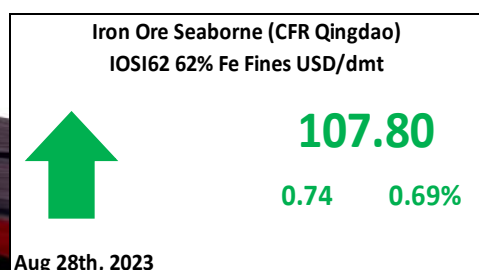 Iron Ore Seaborne (CFR Qingdao)
IOSI62 62% Fe Fines USD/dmt
107.80
0.74 0.69%
Aug 28th, 2023